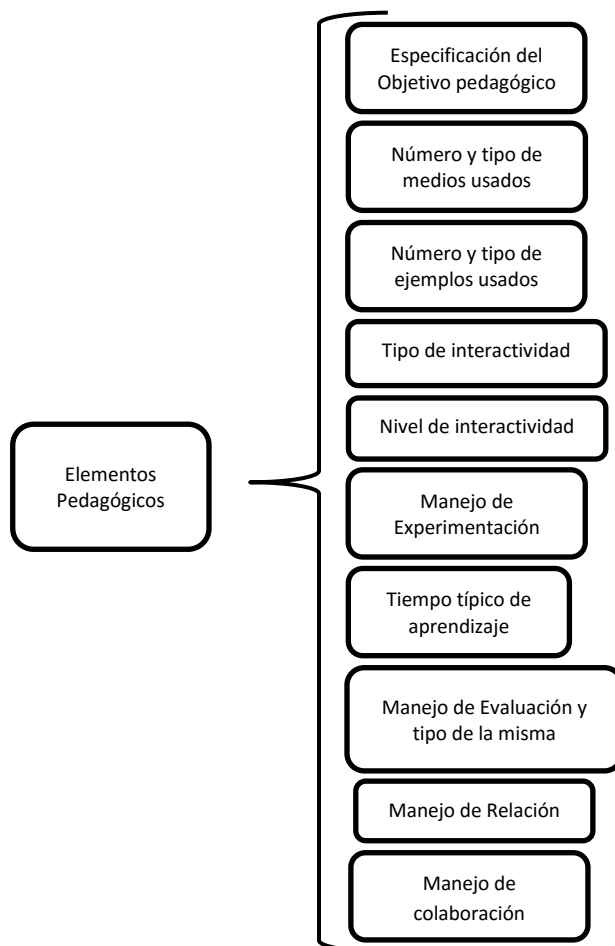 Especificación del
Objetivo pedagógico
Número y tipo de
medios usados
Número y tipo de
ejemplos usados
Tipo de interactividad
Nivel de interactividad
Elementos
Pedagógicos
Manejo de
Experimentación
Tiempo típico de
aprendizaje
Manejo de Evaluación y
tipo de la misma
Manejo de Relación
Manejo de
colaboración